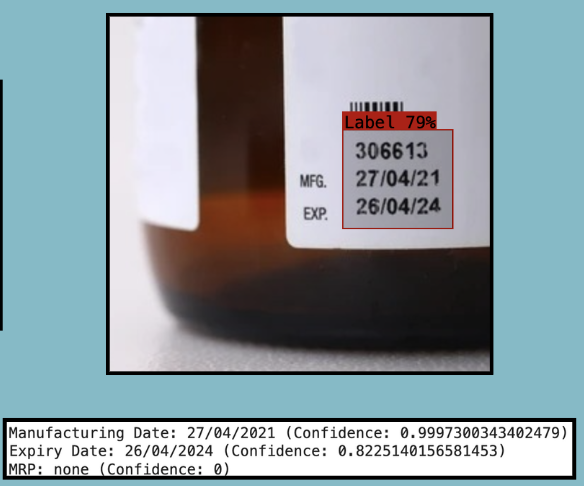 Label 79%
306613
MFG. 27/04/21
EXP. 26/04/24
Manufacturing Date: 27/04/2021 (Confidence: 0.9997300343402479)
Expiry Date: 26/04/2024 (Confidence: 0.8225140156581453)
MRP: none (Confidence: 0)